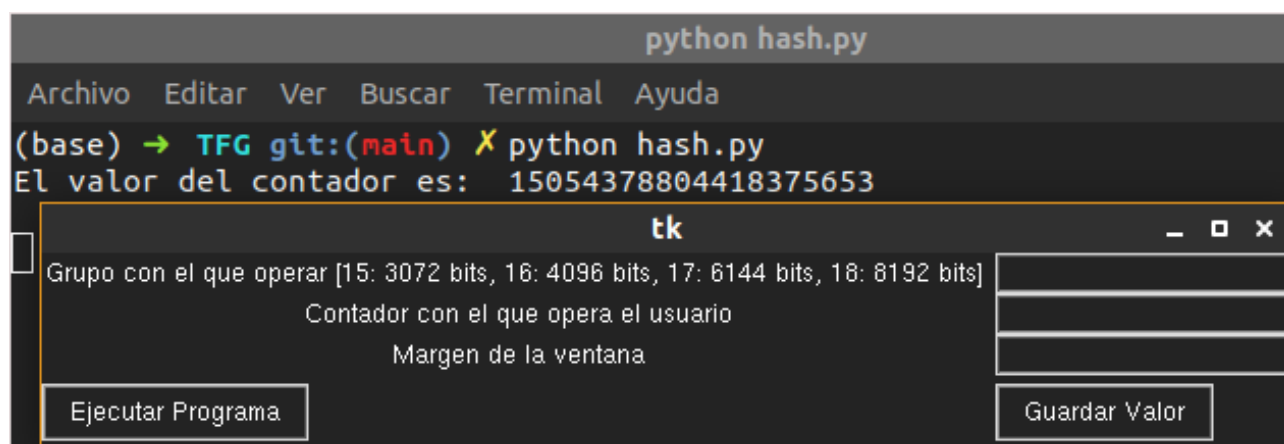 python hash.py
Archivo Editar Ver Buscar Terminal Ayuda
(base) → TFG git:(main) ✗ python hash.py
El valor del contador es: 15054378804418375653
tk
Grupo con el que operar [15: 3072 bits, 16: 4096 bits, 17: 6144 bits, 18: 8192 bits]
Contador con el que opera el usuario
Margen de la ventana
Ejecutar Programa Guardar Valor